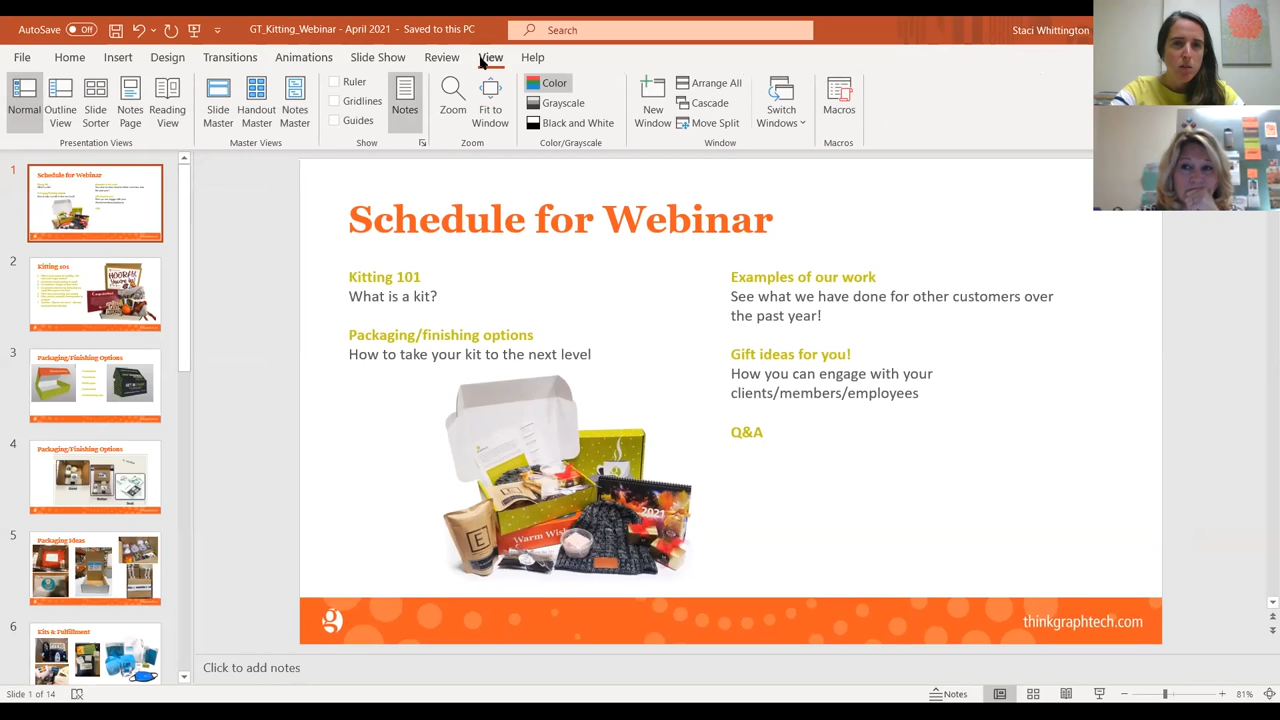 AutoSave Off
GT_Kitting_Webinar - April 2021 - Saved to this PC
Search
Staci Whittington
File Home Insert Design Transitions Animations Slide Show Review View Help
Normal
Outline View
Slide Sorter
Notes Page
Reading View
Presentation Views
Slide Master
Handout Master
Notes Master
Master Views
Ruler
Gridlines
Guides
Notes
Show
Zoom
Fit to Window
Zoom
Color
Grayscale
Black and White
Color/Grayscale
New Window
Arrange All
Cascade
Move Split
Switch Windows
Window
Macros
Macros
1
Schedule for Webinar
2
Kitting 101
3
Packaging/Finishing Options
4
Packaging/Finishing Options
5
Packaging Ideas
6
Kits & Fulfillment
Schedule for Webinar
Kitting 101
What is a kit?
Packaging/finishing options
How to take your kit to the next level
Examples of our work
See what we have done for other customers over
the past year!
Gift ideas for you!
How you can engage with your
clients/members/employees
Q&A
2021
E
g
thinkgraphtech.com
Click to add notes
Slide 1 of 14
Notes
81%